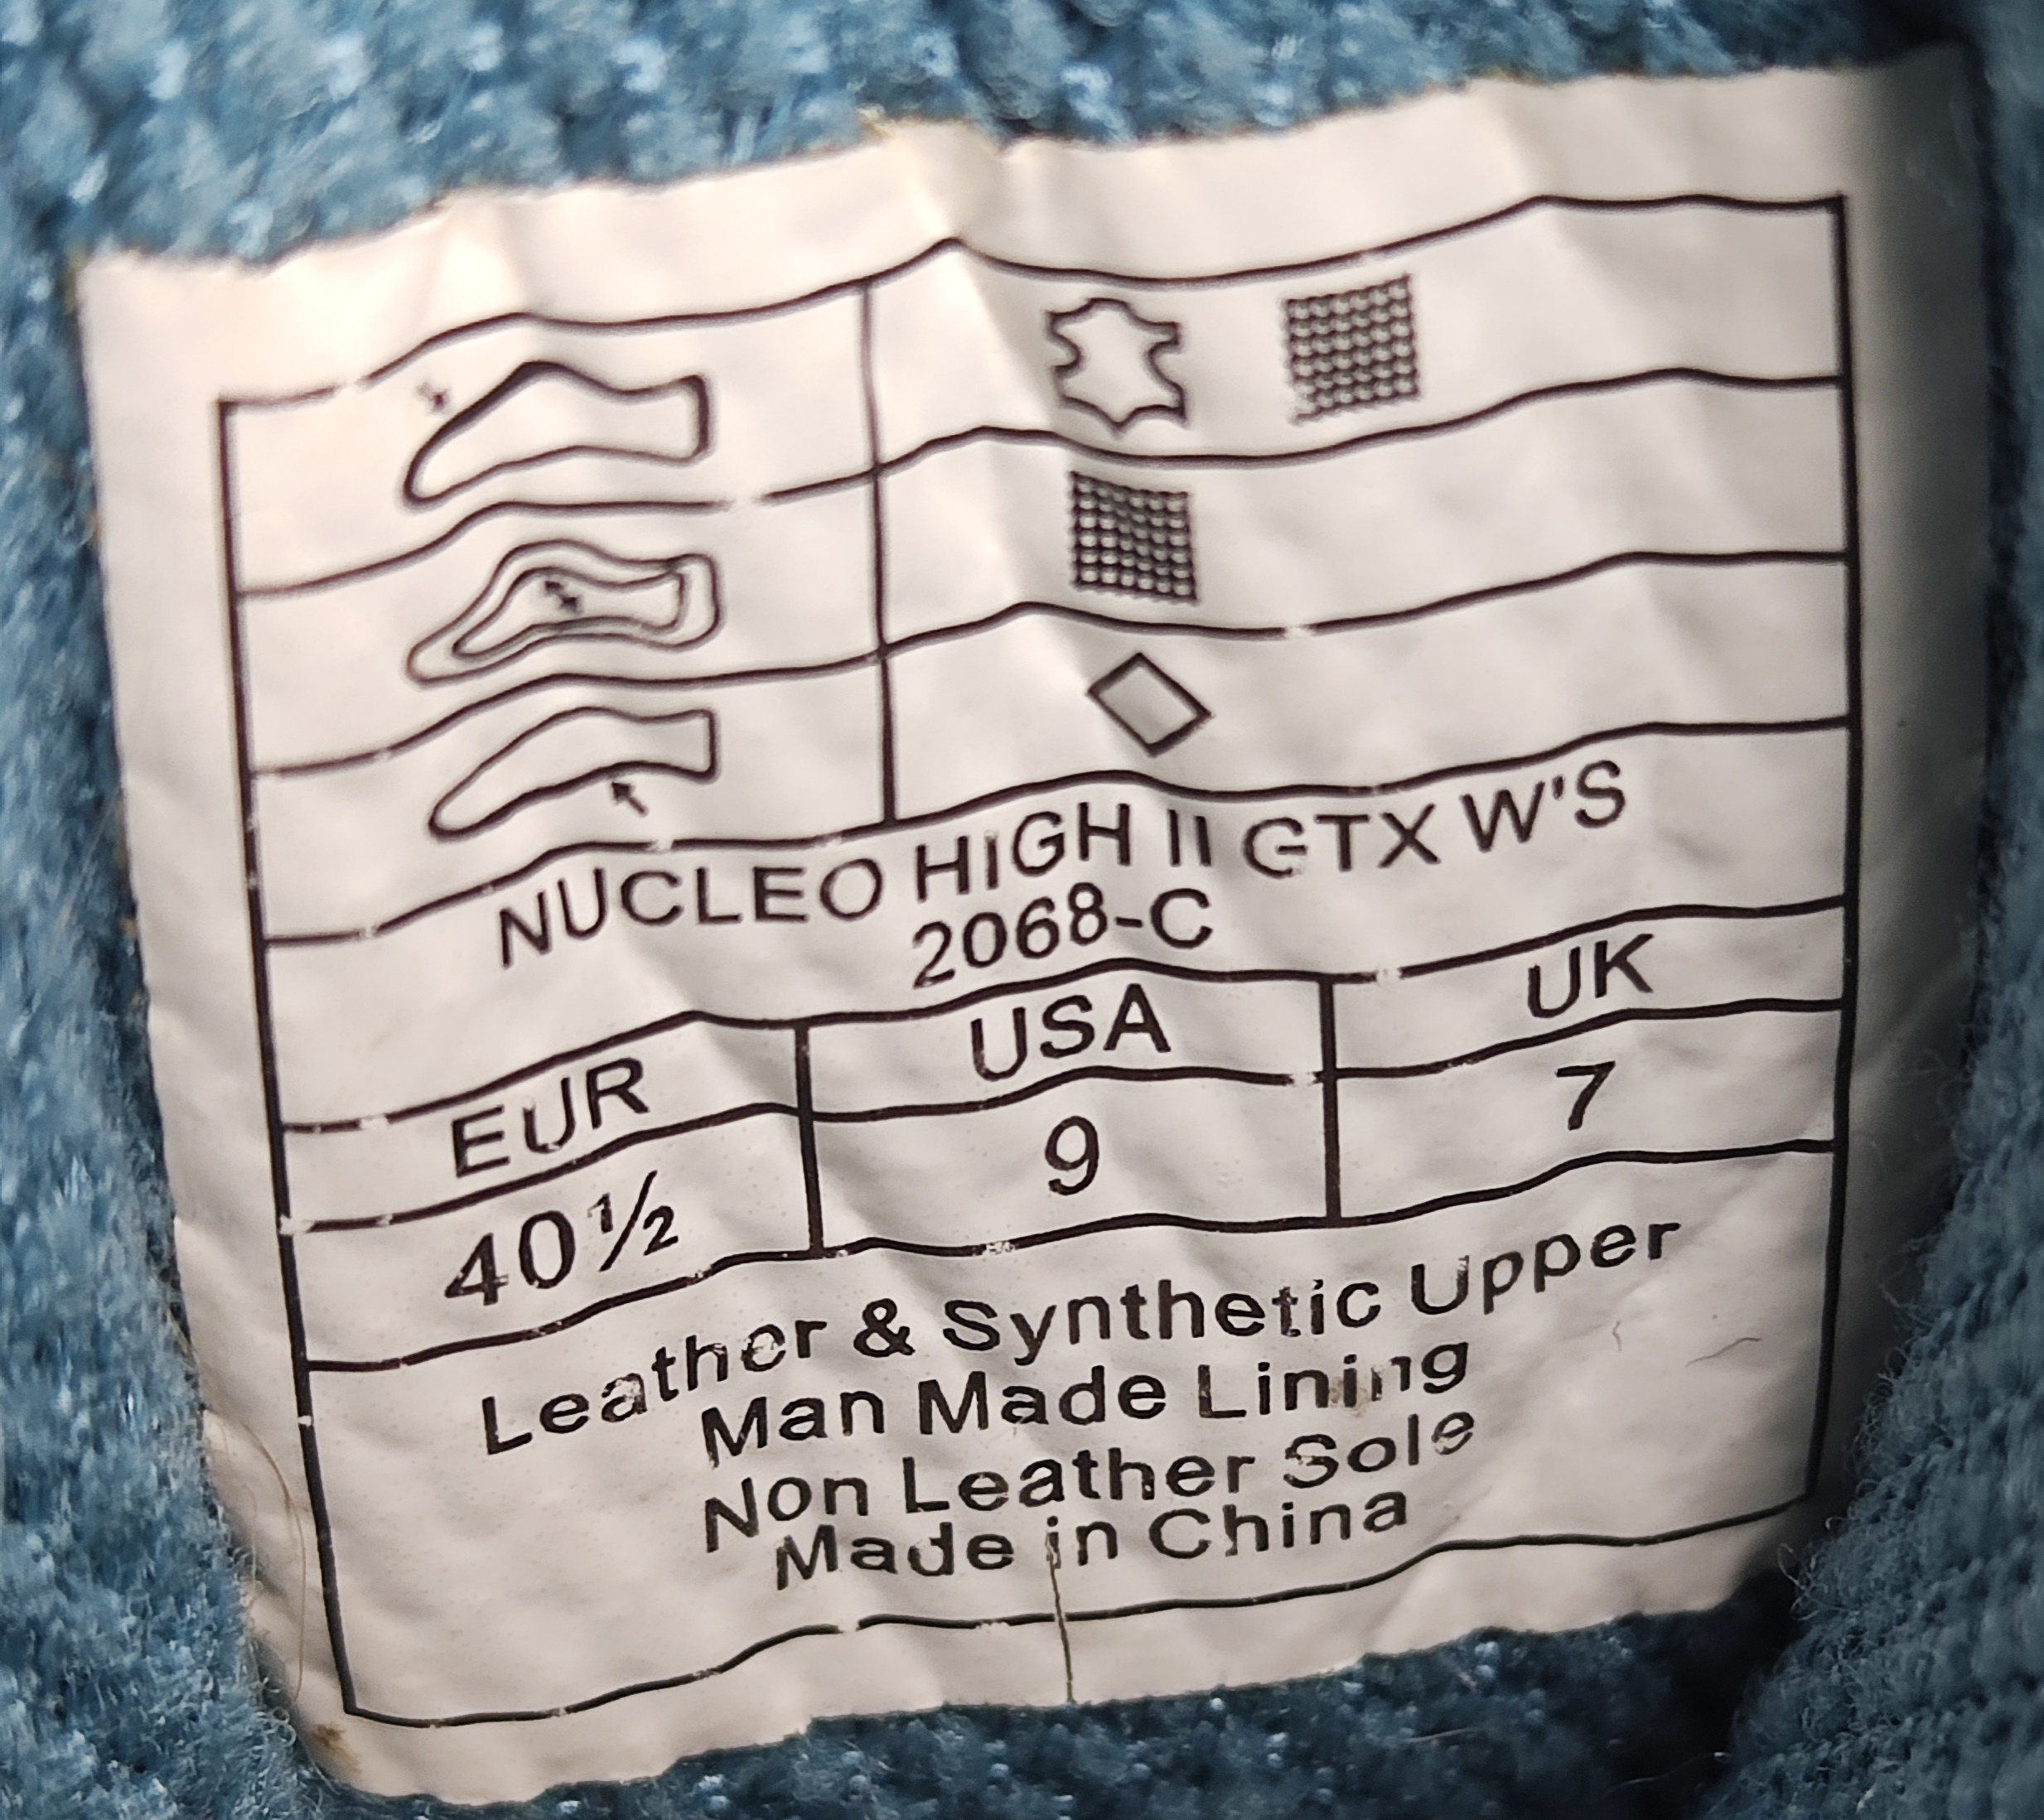 NUCLEO HIGH II GTX W'S
2068-C
EUR USA UK
40½ 9 7
Leather & Synthetic Upper
Man Made Lining
Non Leather Sole
Made in China